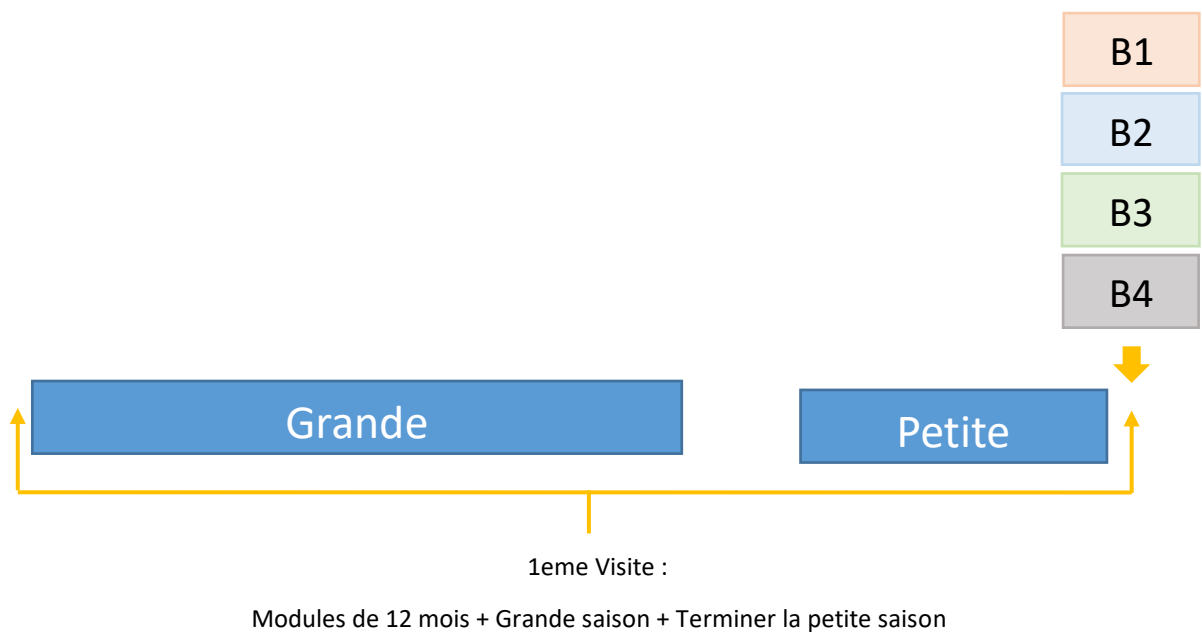 B1
B2
B3
B4
Grande
Petite
1eme Visite :
Modules de 12 mois + Grande saison + Terminer la petite saison